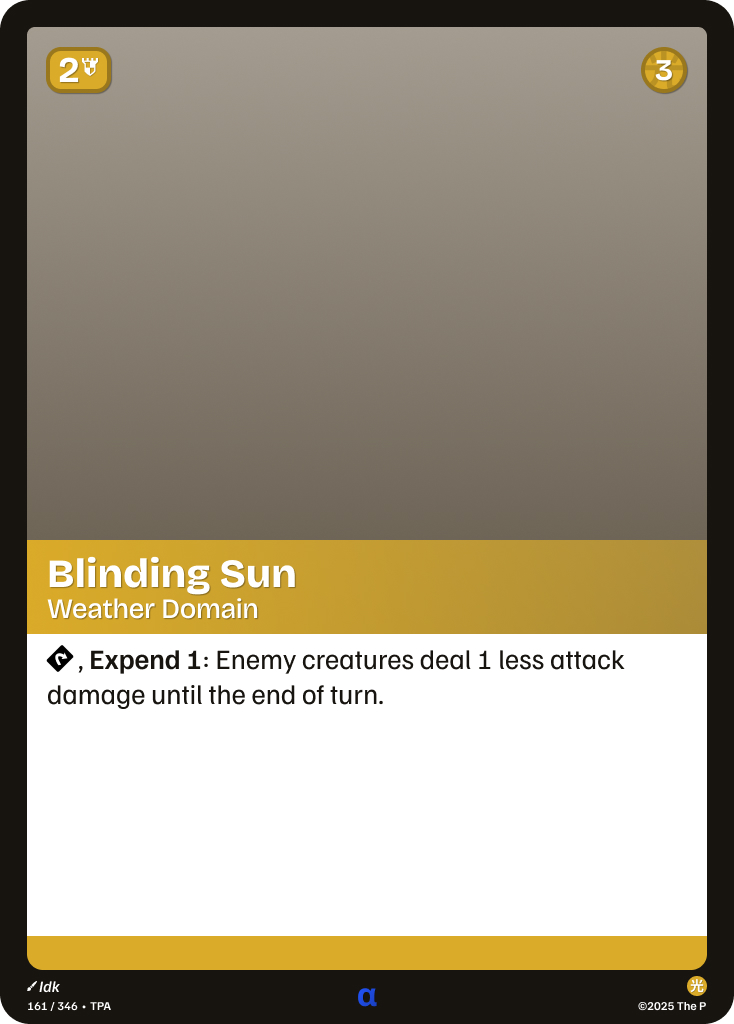 2
3
Blinding Sun
Weather Domain
, Expend 1: Enemy creatures deal 1 less attack
damage until the end of turn.
Idk
161 / 346 • TPA
α
光
©2025 The P